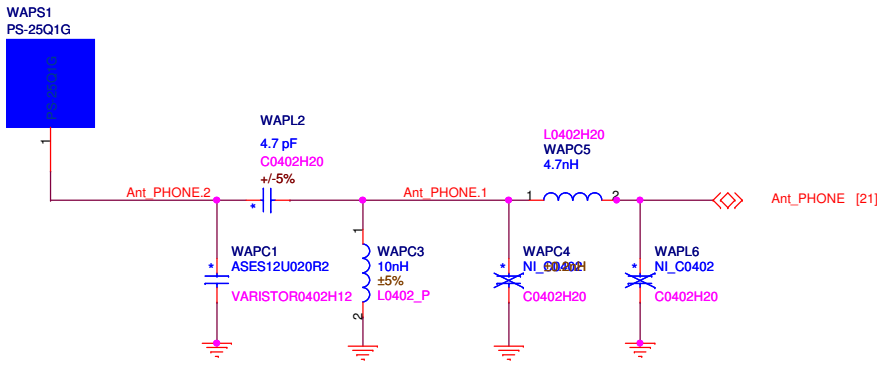 WAPS1
PS-25Q1G
PS-25Q1G
1
WAPL2
4.7 pF
C0402H20
+/-5%
L0402H20
WAPC5
4.7nH
Ant_PHONE.2
*
Ant_PHONE.1
1
2
Ant_PHONE [21]
1
WAPC1
* ASES12U020R2
VARISTOR0402H12
WAPC3
10nH
±5%
L0402_P
2
WAPC4
* NI_C0402
C0402H20
WAPL6
* NI_C0402
C0402H20